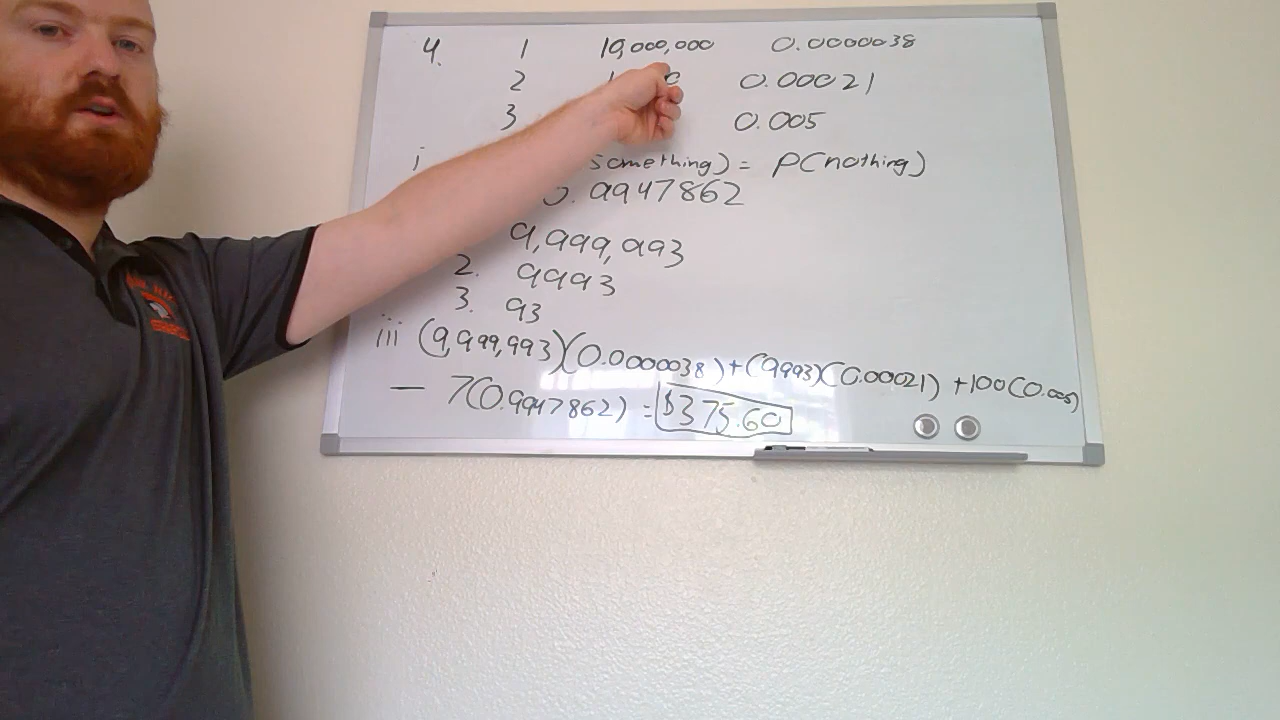 4. 1 10,000,000 0.0000038
2 0.00021
3 0.005
i something) = P(nothing)
0.9947862
9,999,993
2. 9993
3. 93
iii (9,999,993)(0.0000038) + (9993)(0.00021) + 100(0.005)
— 7(0.9947862) = $375.60